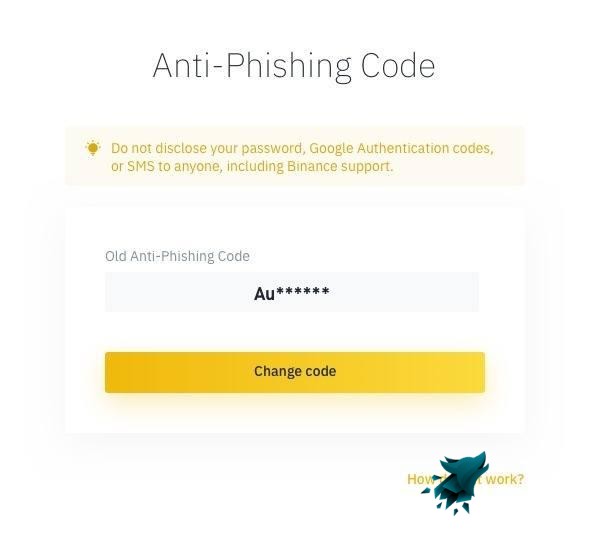 Anti-Phishing Code
Do not disclose your password, Google Authentication codes,
or SMS to anyone, including Binance support.
Old Anti-Phishing Code
Au******
Change code
How work?